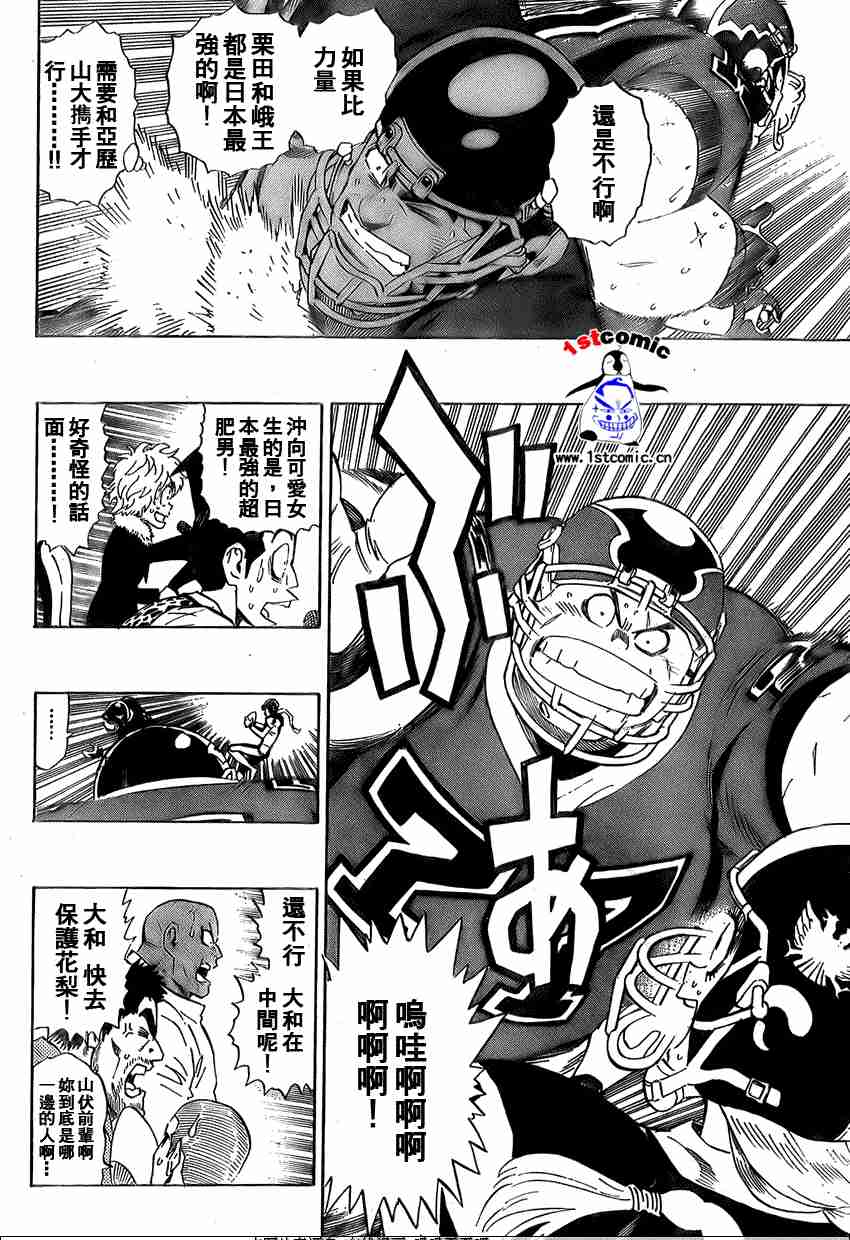 還是不行啊
如果比
力量
栗田和峨王
都是日本最
強的啊！
需要和亞歷
山大攜手才
行………!!
1stcomic
www.1stcomic.cn
ぶああ
沖向可愛女
生的是，日
本最強的超
肥男！
好奇怪的話
面………！
……
嗚哇啊啊啊
啊啊啊！
還不行 大和在
中間呢！
大和 快去
保護花梨！
山伏前輩啊
妳到底是哪
一邊的人啊…